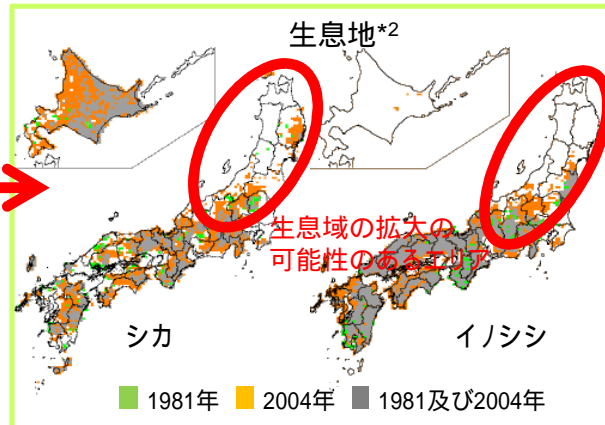 生息地*2
生息域の拡大の
可能性のあるエリア
シカ
イノシシ
1981年
2004年
1981及び2004年